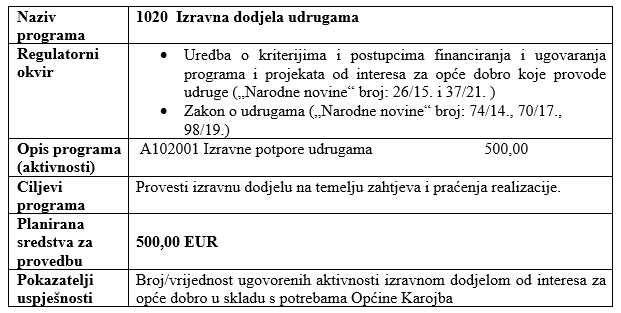 Naziv programa
1020  Izravna dodjela udrugama
Regulatorni okvir
• Uredba o kriterijima i postupcima financiranja i ugovaranja
programa i projekata od interesa za opće dobro koje provode
udruge („Narodne novine“ broj: 26/15. i 37/21. )
• Zakon o udrugama („Narodne novine“ broj: 74/14., 70/17.,
98/19.)
Opis programa
(aktivnosti)
A102001 Izravne potpore udrugama 500,00
Ciljevi
programa
Provesti izravnu dodjelu na temelju zahtjeva i praćenja realizacije.
Planirana
sredstva za
provedbu
500,00 EUR
Pokazatelji
uspješnosti
Broj/vrijednost ugovorenih aktivnosti izravnom dodjelom od interesa za
opće dobro u skladu s potrebama Općine Karojba